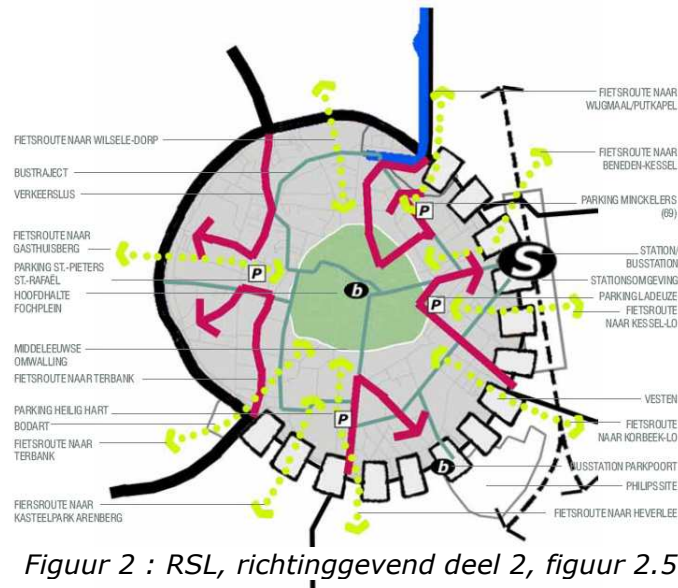 FIETSROUTE NAAR WILSELE-DORP
BUSTRAJECT
VERKEERSLUS
FIETSROUTE NAAR
GASTHUISBERG
PARKING ST.-PIETERS
ST.-RAFAËL
HOOFDHALTE
FOCHPLEIN
MIDDELEEUWSE
OMWALLING
FIETSROUTE NAAR TERBANK
PARKING HEILIG HART
BODART
FIETSROUTE NAAR
TERBANK
FIERSROUTE NAAR
KASTEELPARK ARENBERG
P
P
P
P
b
b
S
FIETSROUTE NAAR
WIJGMAAL/PUTKAPEL
FIETSROUTE NAAR
BENEDEN-KESSEL
PARKING MINCKELERS
(69)
STATION/
BUSSTATION
STATIONSOMGEVING
PARKING LADEUZE
FIETSROUTE
NAAR KESSEL-LO
VESTEN
FIETSROUTE
NAAR KORBEEK-LO
BUSSTATION PARKPOORT
PHILIPSSITE
FIETSROUTE NAAR HEVERLEE
Figuur 2 : RSL, richtinggevend deel 2, figuur 2.5